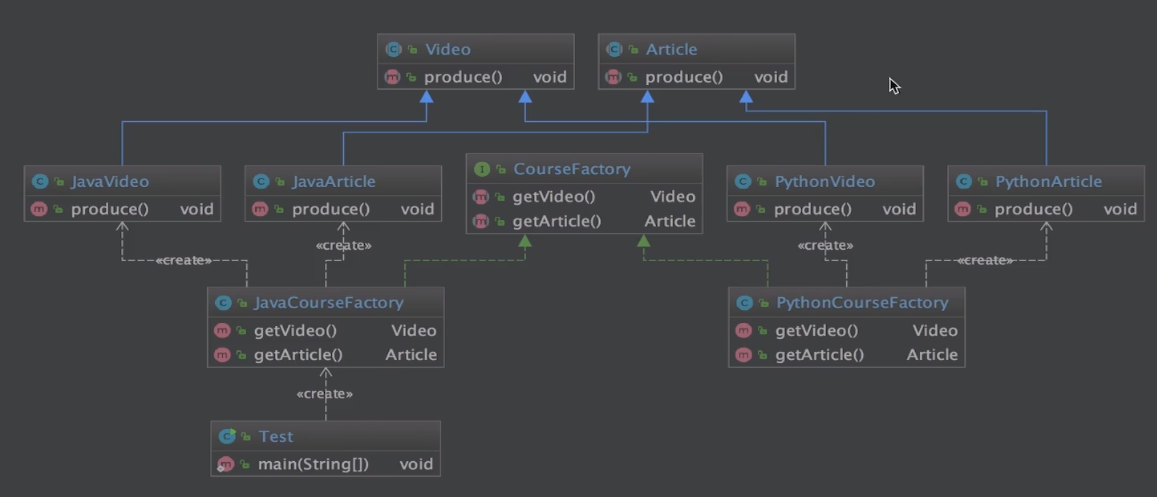 Video
produce() void
Article
produce() void
JavaVideo
produce() void
JavaArticle
produce() void
CourseFactory
getVideo() Video
getArticle() Article
PythonVideo
produce() void
PythonArticle
produce() void
«create»
«create»
«create»
«create»
JavaCourseFactory
getVideo() Video
getArticle() Article
PythonCourseFactory
getVideo() Video
getArticle() Article
«create»
Test
main(String[]) void